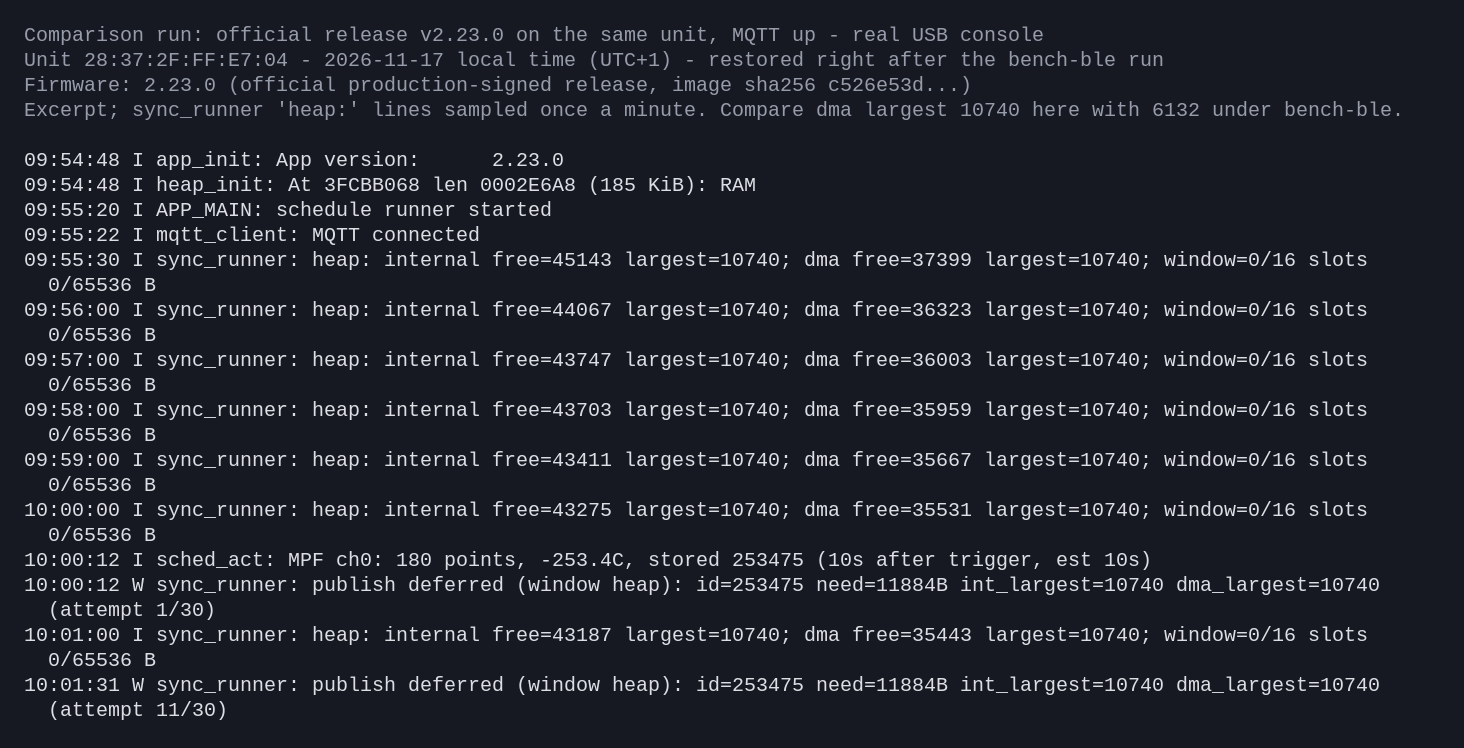 Comparison run: official release v2.23.0 on the same unit, MQTT up - real USB console
Unit 28:37:2F:FF:E7:04 - 2026-11-17 local time (UTC+1) - restored right after the bench-ble run
Firmware: 2.23.0 (official production-signed release, image sha256 c526e53d...)
Excerpt; sync_runner 'heap:' lines sampled once a minute. Compare dma largest 10740 here with 6132 under bench-ble.

09:54:48 I app_init: App version:      2.23.0
09:54:48 I heap_init: At 3FCBB068 len 0002E6A8 (185 KiB): RAM
09:55:20 I APP_MAIN: schedule runner started
09:55:22 I mqtt_client: MQTT connected
09:55:30 I sync_runner: heap: internal free=45143 largest=10740; dma free=37399 largest=10740; window=0/16 slots
  0/65536 B
09:56:00 I sync_runner: heap: internal free=44067 largest=10740; dma free=36323 largest=10740; window=0/16 slots
  0/65536 B
09:57:00 I sync_runner: heap: internal free=43747 largest=10740; dma free=36003 largest=10740; window=0/16 slots
  0/65536 B
09:58:00 I sync_runner: heap: internal free=43703 largest=10740; dma free=35959 largest=10740; window=0/16 slots
  0/65536 B
09:59:00 I sync_runner: heap: internal free=43411 largest=10740; dma free=35667 largest=10740; window=0/16 slots
  0/65536 B
10:00:00 I sync_runner: heap: internal free=43275 largest=10740; dma free=35531 largest=10740; window=0/16 slots
  0/65536 B
10:00:12 I sched_act: MPF ch0: 180 points, -253.4C, stored 253475 (10s after trigger, est 10s)
10:00:12 W sync_runner: publish deferred (window heap): id=253475 need=11884B int_largest=10740 dma_largest=10740
  (attempt 1/30)
10:01:00 I sync_runner: heap: internal free=43187 largest=10740; dma free=35443 largest=10740; window=0/16 slots
  0/65536 B
10:01:31 W sync_runner: publish deferred (window heap): id=253475 need=11884B int_largest=10740 dma_largest=10740
  (attempt 11/30)